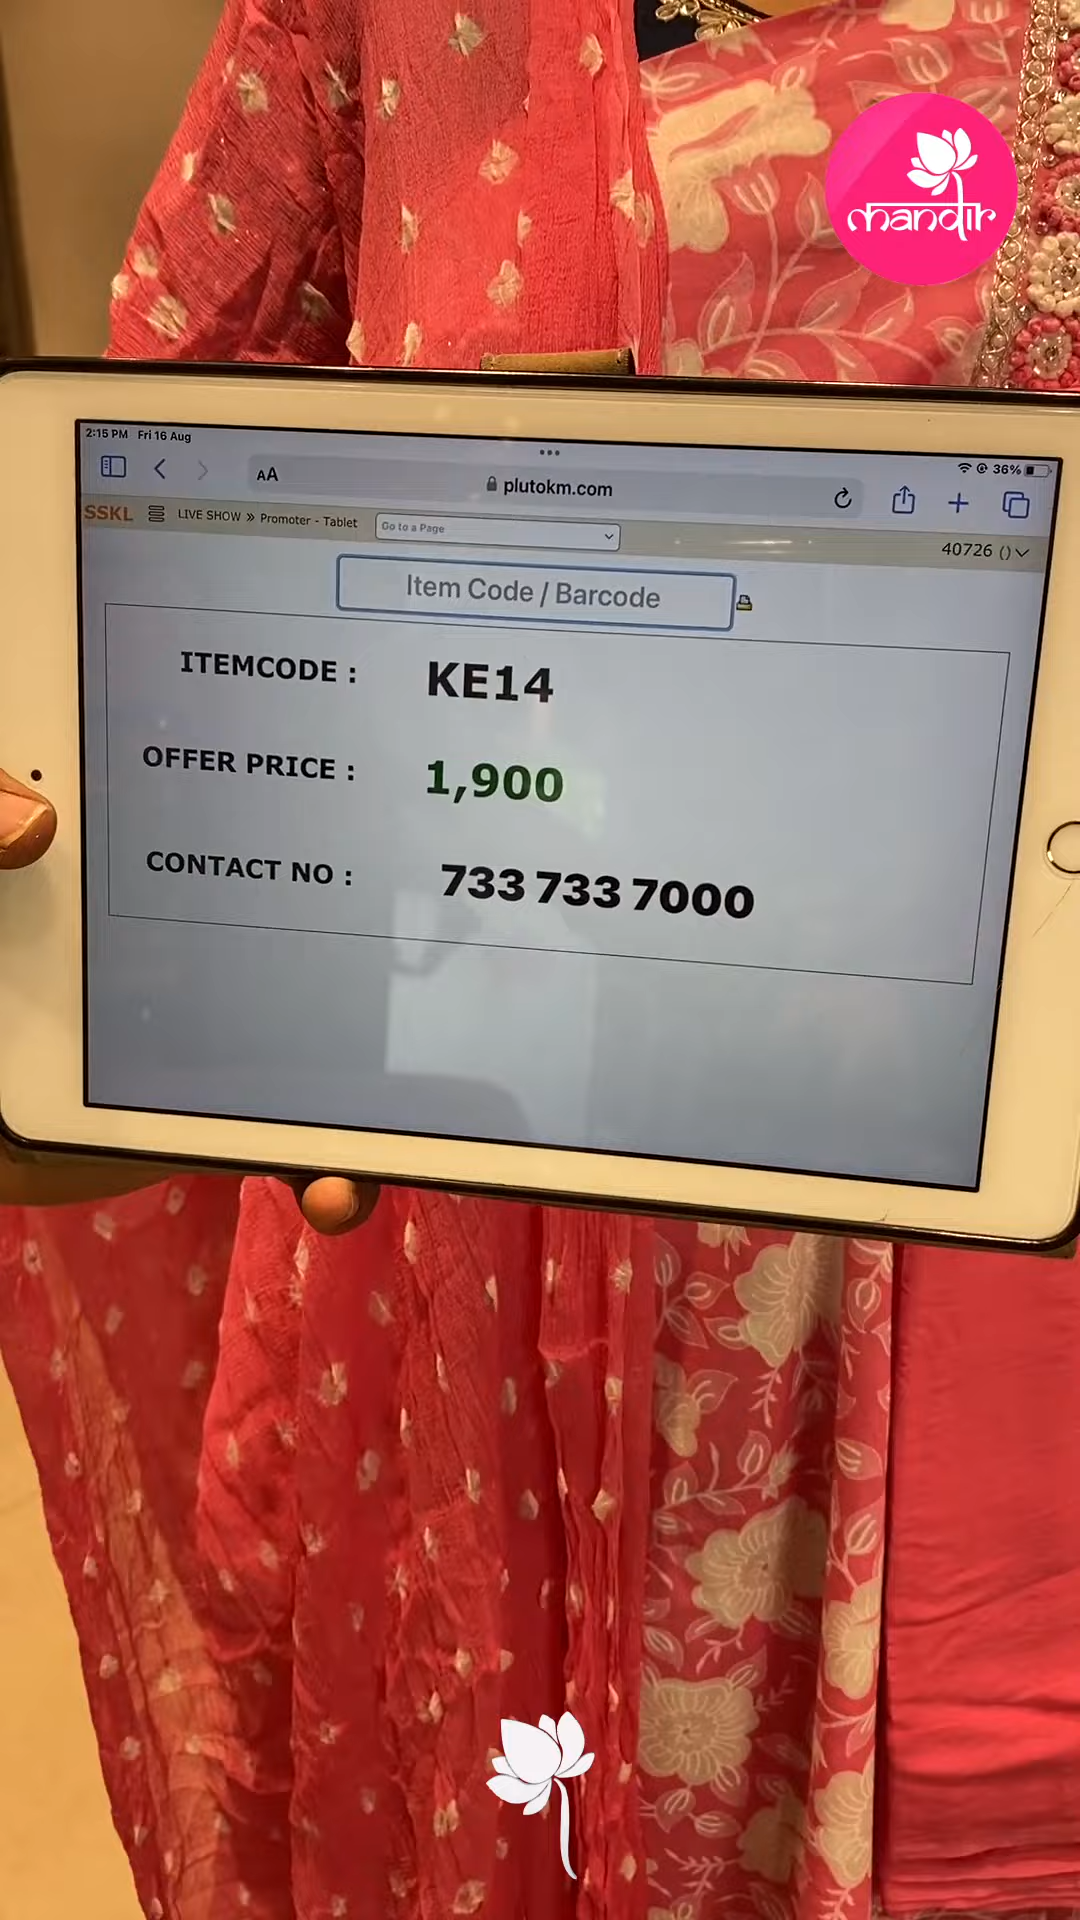 mandir
2:15 PM Fri 16 Aug
36%
AA plutokm.com
SSKL LIVE SHOW » Promoter - Tablet Go to a Page 40726 ()
Item Code / Barcode
ITEMCODE : KE14
OFFER PRICE : 1,900
CONTACT NO : 733 733 7000